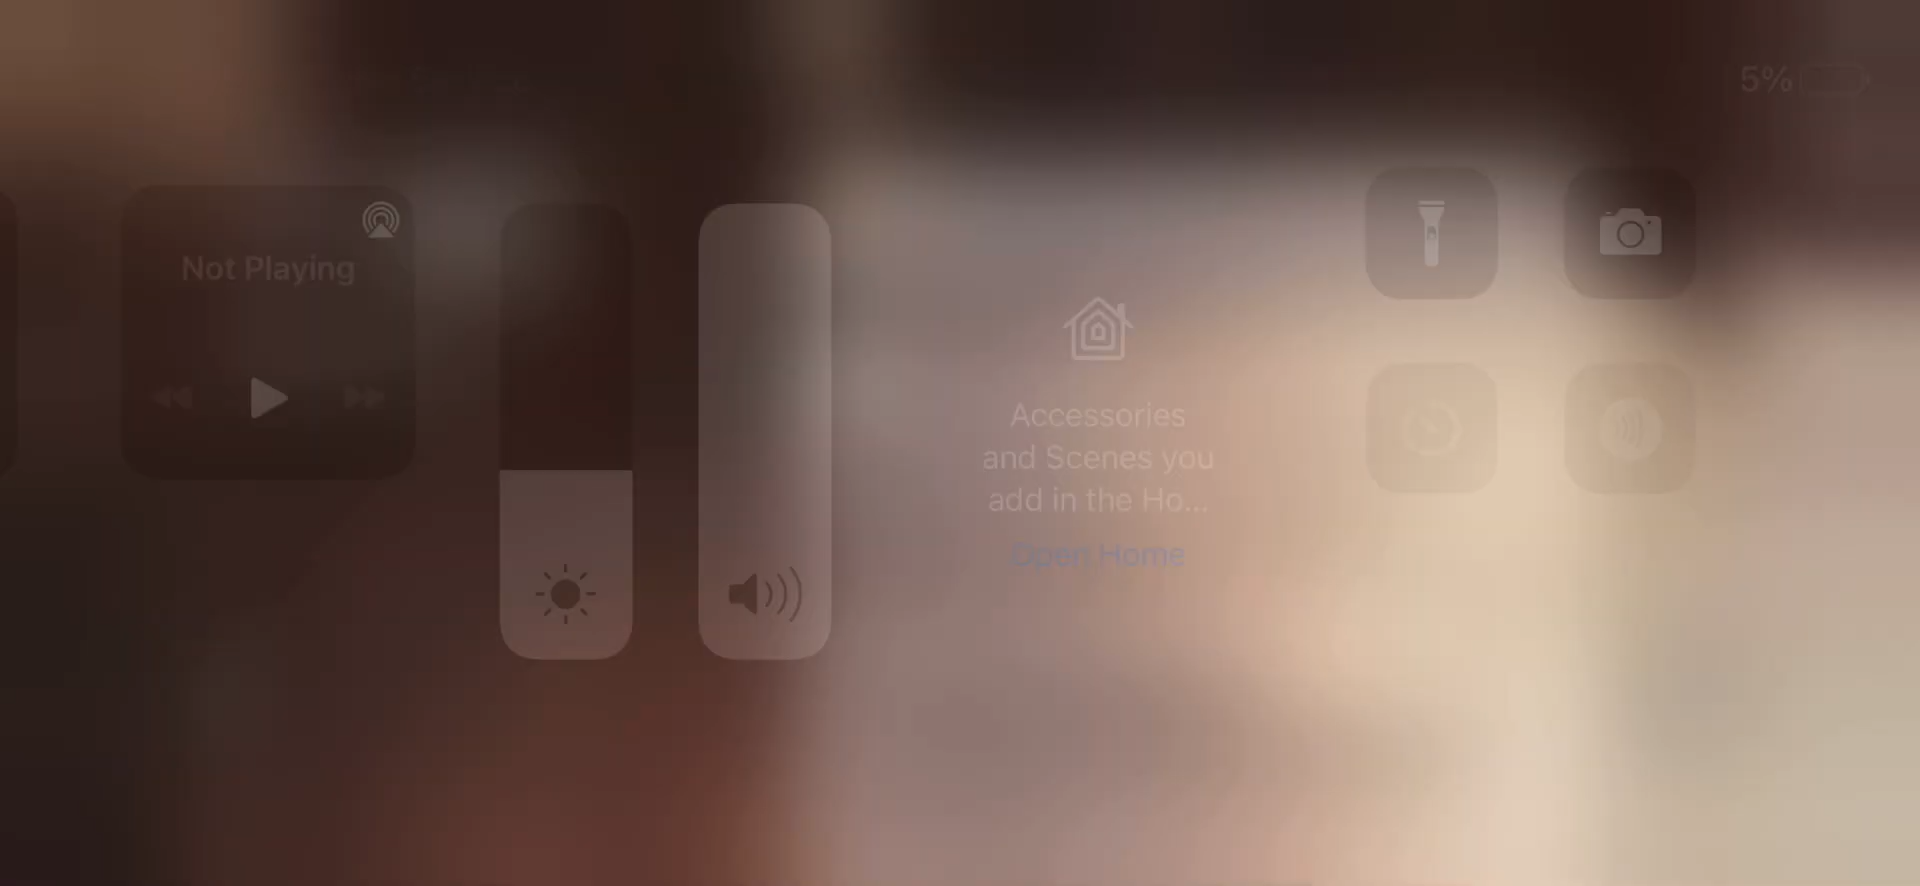 5%
Not Playing
Accessories
and Scenes you
add in the Ho...
Open Home